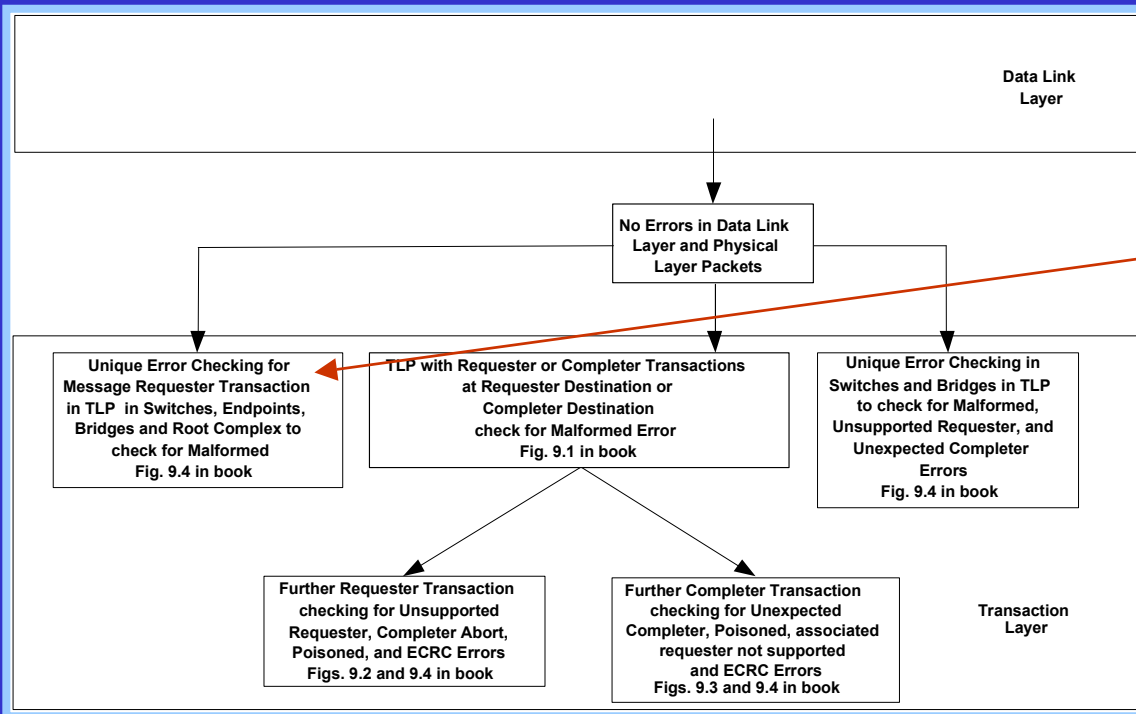 Data Link
Layer
No Errors in Data Link
Layer and Physical
Layer Packets
Unique Error Checking for
Message Requester Transaction
in TLP in Switches, Endpoints,
Bridges and Root Complex to
check for Malformed
Fig. 9.4 in book
TLP with Requester or Completer Transactions
at Requester Destination or
Completer Destination
check for Malformed Error
Fig. 9.1 in book
Unique Error Checking in
Switches and Bridges in TLP
to check for Malformed,
Unsupported Requester, and
Unexpected Completer
Errors
Fig. 9.4 in book
Further Requester Transaction
checking for Unsupported
Requester, Completer Abort,
Poisoned, and ECRC Errors
Figs. 9.2 and 9.4 in book
Further Completer Transaction
checking for Unexpected
Completer, Poisoned, associated
requester not supported
and ECRC Errors
Figs. 9.3 and 9.4 in book
Transaction
Layer